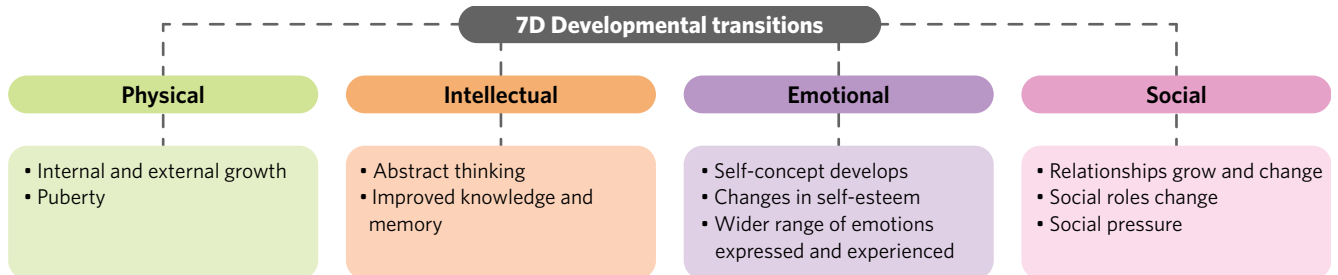 7D Developmental transitions
Physical
Intellectual
Emotional
Social
• Internal and external growth
• Puberty
• Abstract thinking
• Improved knowledge and
memory
• Self-concept develops
• Changes in self-esteem
• Wider range of emotions
expressed and experienced
• Relationships grow and change
• Social roles change
• Social pressure